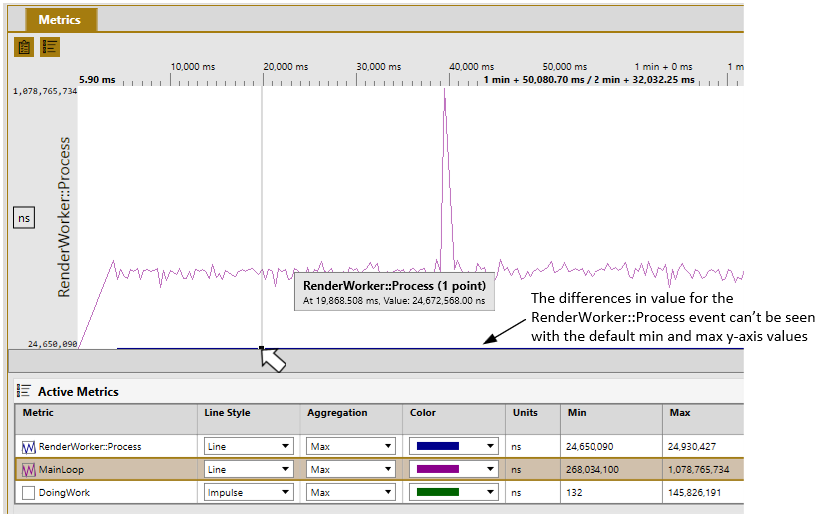 Metrics
10,000 ms 20,000 ms 30,000 ms 40,000 ms 50,000 ms 1 min + 0 ms 1 m
5.90 ms 1 min + 50,080.70 ms / 2 min + 32,032.25 ms
1,078,765,734
RenderWorker::Process
ns
24,650,090
RenderWorker::Process (1 point)
At 19,868.508 ms, Value: 24,672,568.00 ns
The differences in value for the
RenderWorker::Process event can't be seen
with the default min and max y-axis values
Active Metrics
Metric Line Style Aggregation Color Units Min Max
RenderWorker::Process Line Max ns 24,650,090 24,930,427
MainLoop Line Max ns 268,034,100 1,078,765,734
DoingWork Impulse Max ns 132 145,826,191